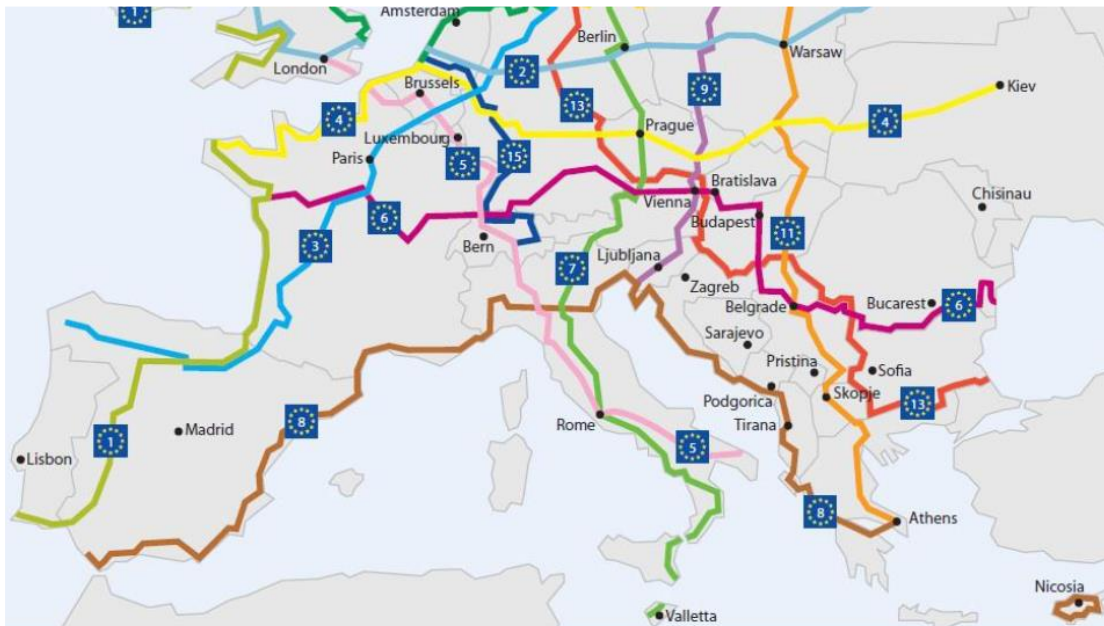 1
Amsterdam
Berlin
Warsaw
London
2
9
Kiev
Brussels
13
4
4
Prague
Luxembourg
Paris
5
15
Bratislava
Vienna
Chisinau
6
Budapest
3
Bern
11
7
Ljubljana
Zagreb
Bucarest
6
Belgrade
Sarajevo
Pristina
Sofia
Podgorica
Skopje
13
8
Rome
Tirana
Madrid
1
5
Lisbon
8
Athens
Nicosia
Valletta